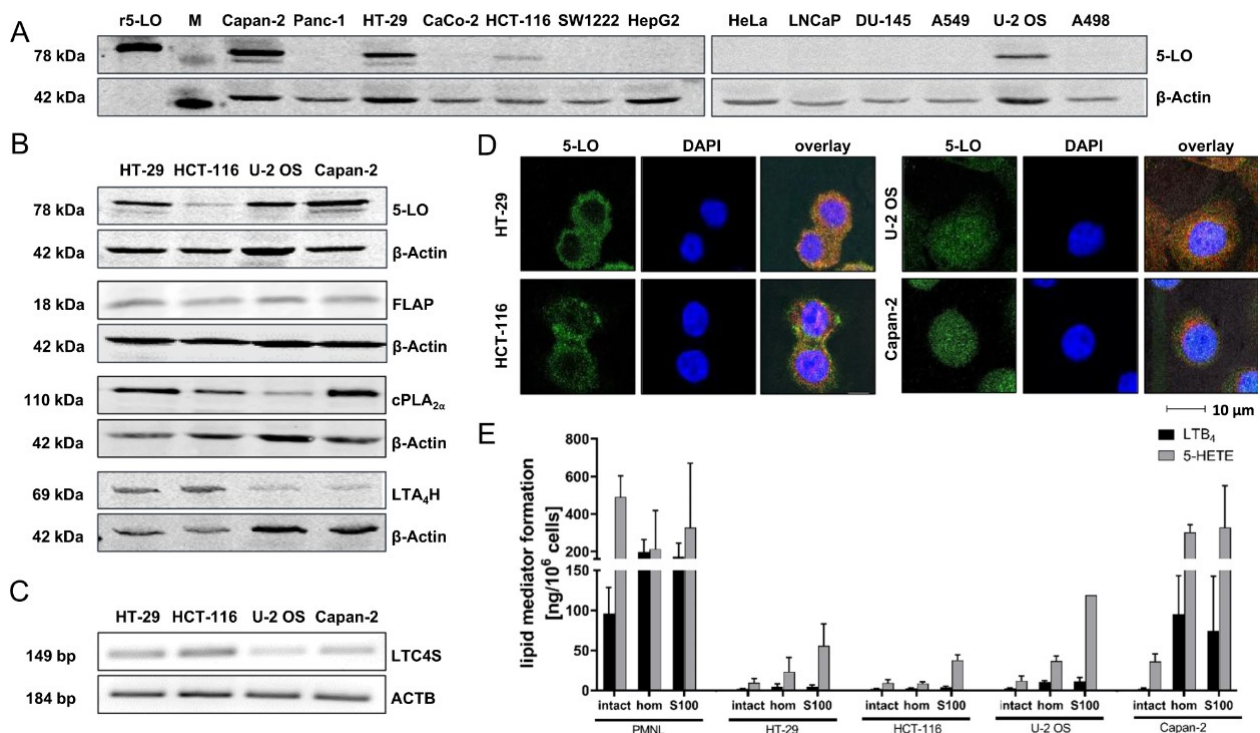 A
r5-LO M Capan-2 Panc-1 HT-29 CaCo-2 HCT-116 SW1222 HepG2 HeLa LNCaP DU-145 A549 U-2 OS A498
78 kDa 5-LO
42 kDa β-Actin
B
HT-29 HCT-116 U-2 OS Capan-2
78 kDa 5-LO
42 kDa β-Actin
18 kDa FLAP
42 kDa β-Actin
110 kDa cPLA₂α
42 kDa β-Actin
69 kDa LTA₄H
42 kDa β-Actin
C
HT-29 HCT-116 U-2 OS Capan-2
149 bp LTC4S
184 bp ACTB
D
5-LO DAPI overlay 5-LO DAPI overlay
HT-29 U-2 OS
HCT-116 Capan-2
10 µm
E
LTB₄
5-HETE
lipid mediator formation
[ng/10⁶ cells]
800
600
400
200
150
100
50
0
intact hom S100 intact hom S100 intact hom S100 intact hom S100 intact hom S100
PMNL HT-29 HCT-116 U-2 OS Capan-2